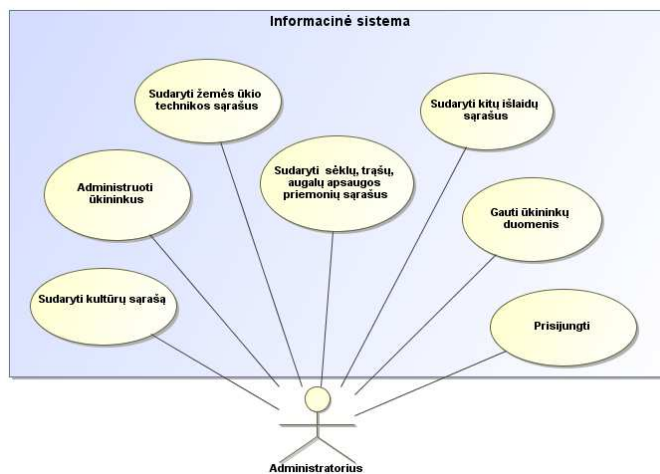 Informacinė sistema
Sudaryti žemės ūkio
technikos sąrašus
Sudaryti kitų išlaidų
sąrašus
Sudaryti sėklų, trąšų,
augalų apsaugos
priemonių sąrašus
Administruoti
ūkininkus
Gauti ūkininkų
duomenis
Sudaryti kultūrų sąrašą
Prisijungti
Administratorius